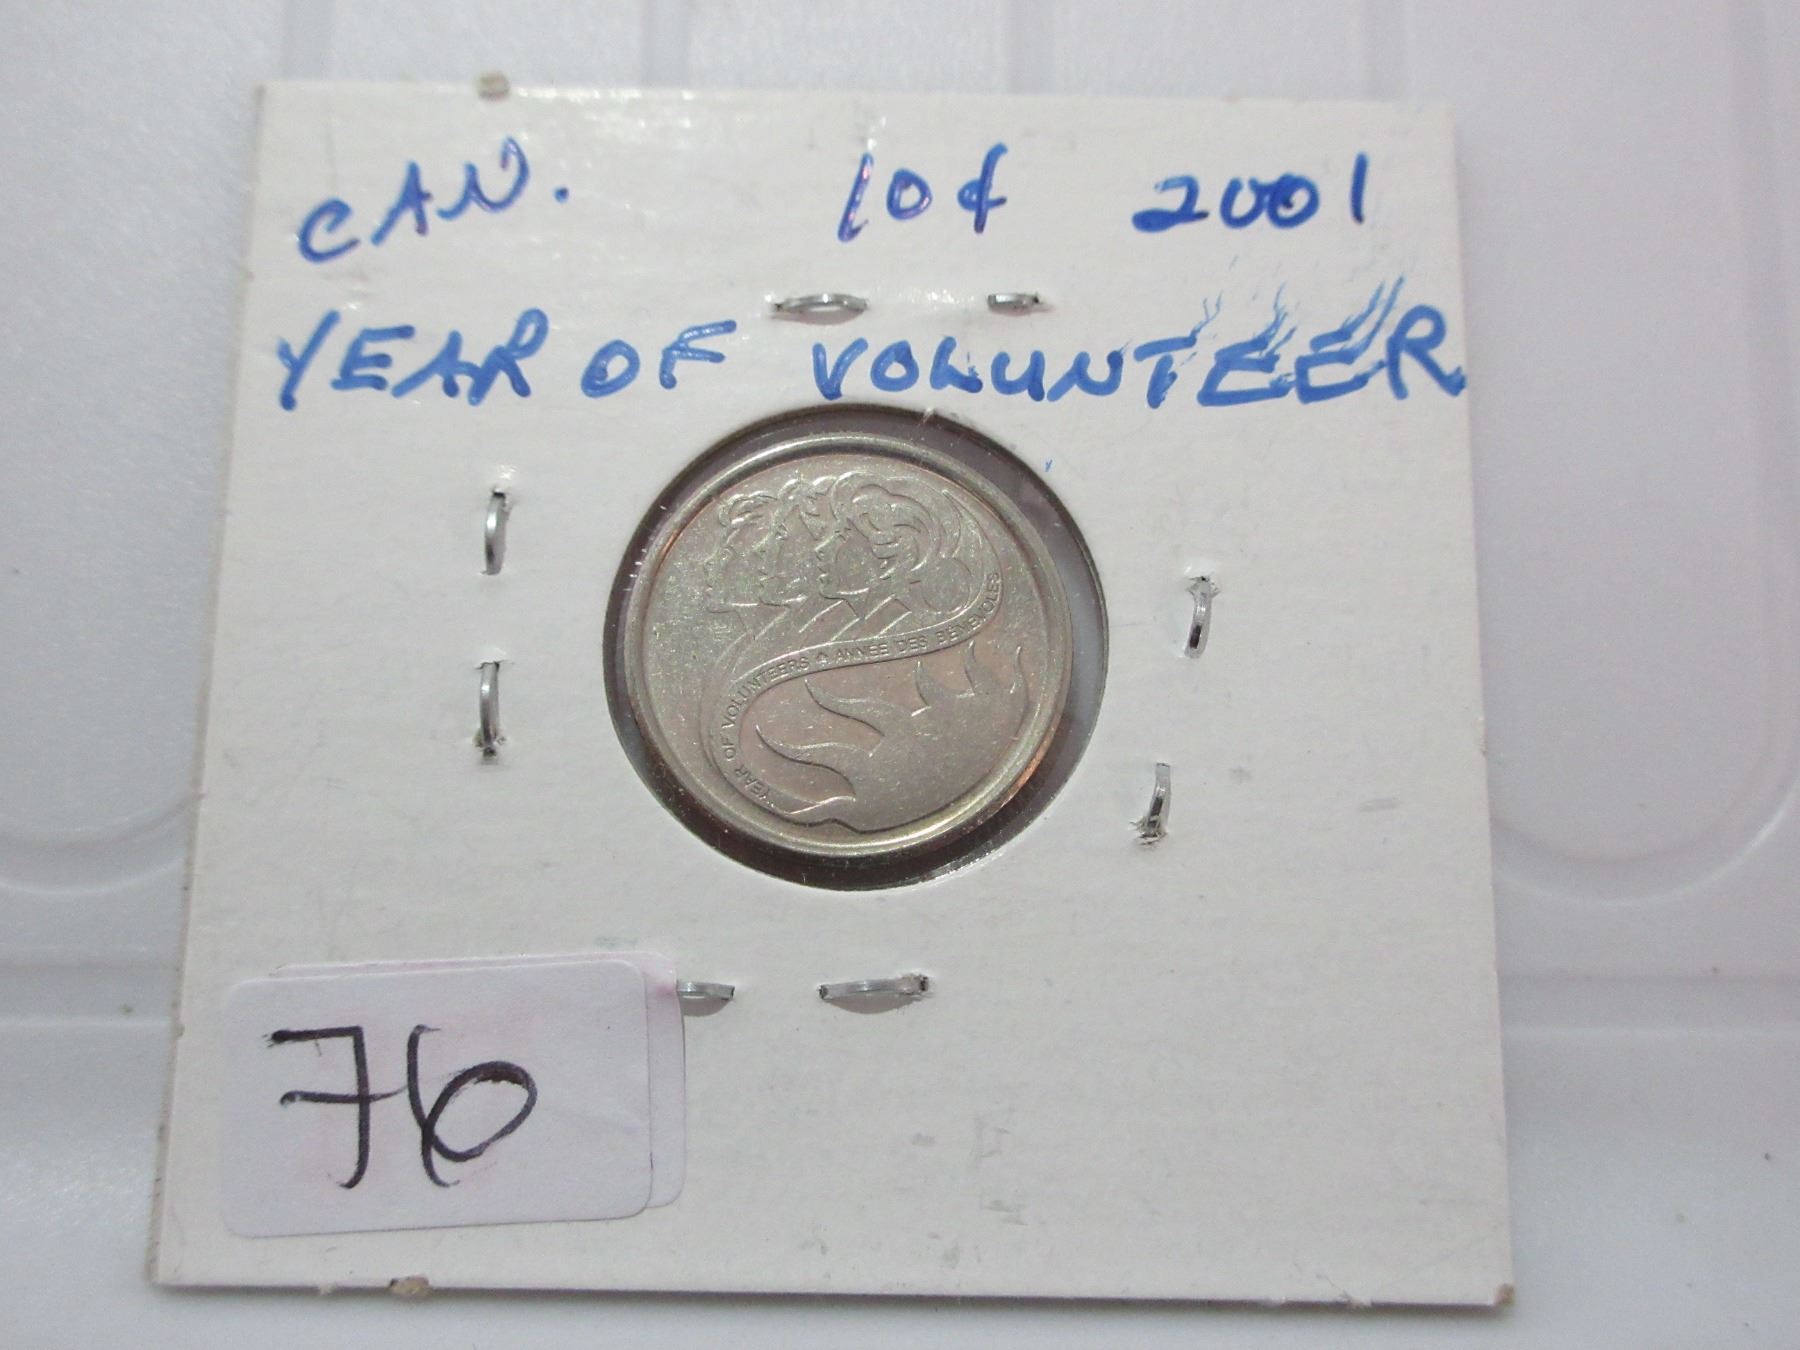 CAN. 10¢ 2001
YEAR OF VOLUNTEER
YEAR OF VOLUNTEERS ANNÉE DES BÉNÉVOLES
76